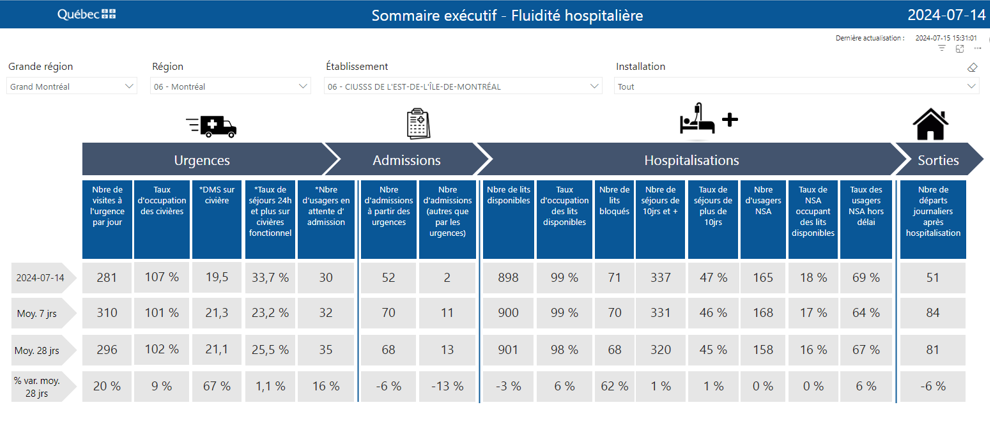 Québec
Sommaire exécutif - Fluidité hospitalière
2024-07-14
Dernière actualisation : 2024-07-15 15:31:01
Grande région
Région
Établissement
Installation
Grand Montréal
06 - Montréal
06 - CIUSSS DE L'EST-DE-L'ÎLE-DE-MONTRÉAL
Tout
Urgences
Admissions
Hospitalisations
Sorties
Nbre de
visites à
l'urgence
par jour
Taux
d'occupation
des civières
*DMS sur
civière
*Taux de
séjours 24h
et plus sur
civières
fonctionnel
*Nbre
d'usagers en
attente d'
admission
Nbre
d'admissions
à partir des
urgences
Nbre
d'admissions
(autres que
par les
urgences)
Nbre de lits
disponibles
Taux
d'occupation
des lits
disponibles
Nbre de
lits
bloqués
Nbre de
séjours de
10jrs et +
Taux de
séjours de
plus de
10jrs
Nbre
d'usagers
NSA
Taux de
NSA
occupant
des lits
disponibles
Taux des
usagers
NSA hors
délai
Nbre de
départs
journaliers
après
hospitalisation
2024-07-14 281 107 % 19,5 33,7 % 30 52 2 898 99 % 71 337 47 % 165 18 % 69 % 51
Moy. 7 jrs 310 101 % 21,3 23,2 % 32 70 11 900 99 % 70 331 46 % 168 17 % 64 % 84
Moy. 28 jrs 296 102 % 21,1 25,5 % 35 68 13 901 98 % 68 320 45 % 158 16 % 67 % 81
% var. moy.
28 jrs
20 % 9 % 67 % 1,1 % 16 % -6 % -13 % -3 % 6 % 62 % 1 % 1 % 0 % 0 % 6 % -6 %